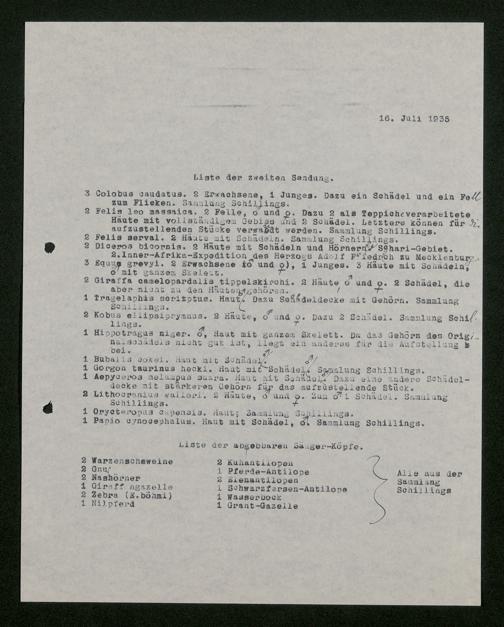 16. Juli 1935
Liste der zweiten Sendung.
3 Colobus caudatus. 2 Erwachsene, 1 Junges. Dazu ein Schädel und ein Fell
zum Flicken. Sammlung Schillings.
2 Felis leo massaica. 2 Felle, ♂ und ♀. Dazu 2 als Teppiche verarbeitete
Häute mit vollständigem Gebiss und 2 Schädel. Letztere können für
aufzustellenden Stücke verwandt werden. Sammlung Schillings.
2 Felis serval. 2 Häute mit Schädeln. Sammlung Schillings.
2 Diceros bicornis. 2 Häute mit Schädeln und Hörnern. Schari-Gebiet.
2.Inner-Afrika-Expedition des Herzogs Adolf Friedrich zu Mecklenburg.
3 Equus grevyi. 2 Erwachsene (♂ und ♀), 1 Junges. 3 Häute mit Schädeln,
♂ mit ganzem Skelett.
2 Giraffa camelopardalis tippelskirchi. 2 Häute ♂ und ♀. 2 Schädel, die
aber nicht zu den Häuten gehören.
1 Tragelaphis scriptus. Haut. Dazu Schädeldecke mit Gehörn. Sammlung
Schillings.
2 Kobus ellipsiprymnus. 2 Häute, ♂ und ♀. Dazu 2 Schädel. Sammlung Schil-
lings.
1 Hippotragus niger. ♂, Haut mit ganzem Skelett. Da das Gehörn des Origi-
nalschädels nicht gut ist, liegt ein anderes für die Aufstellung
bei.
1 Bubalis cokei. Haut mit Schädel.
1 Gorgon taurinus hecki. Haut mit Schädel. Sammlung Schillings.
1 Aepyceros melampus suara. Haut mit Schädel. Dazu eine andere Schädel-
decke mit stärkerem Gehörn für das aufzustellende Stück.
2 Lithocranius walleri. 2 Häute, ♂ und ♀. Zum ♂ 1 Schädel. Sammlung
Schillings.
1 Orycteropus capensis. Haut; Sammlung Schillings.
1 Papio cynocephalus. Haut mit Schädel, ♂. Sammlung Schillings.
Liste der abgebbaren Säuger-Köpfe.
2 Warzenschweine
2 Gnu
2 Nashörner
1 Giraffengazelle
2 Zebra (E.böhmi)
1 Nilpferd
2 Kuhantilopen
1 Pferde-Antilope
2 Elenantilopen
1 Schwarzfersen-Antilope
1 Wasserbock
1 Grant-Gazelle
Alle aus der
Sammlung
Schillings